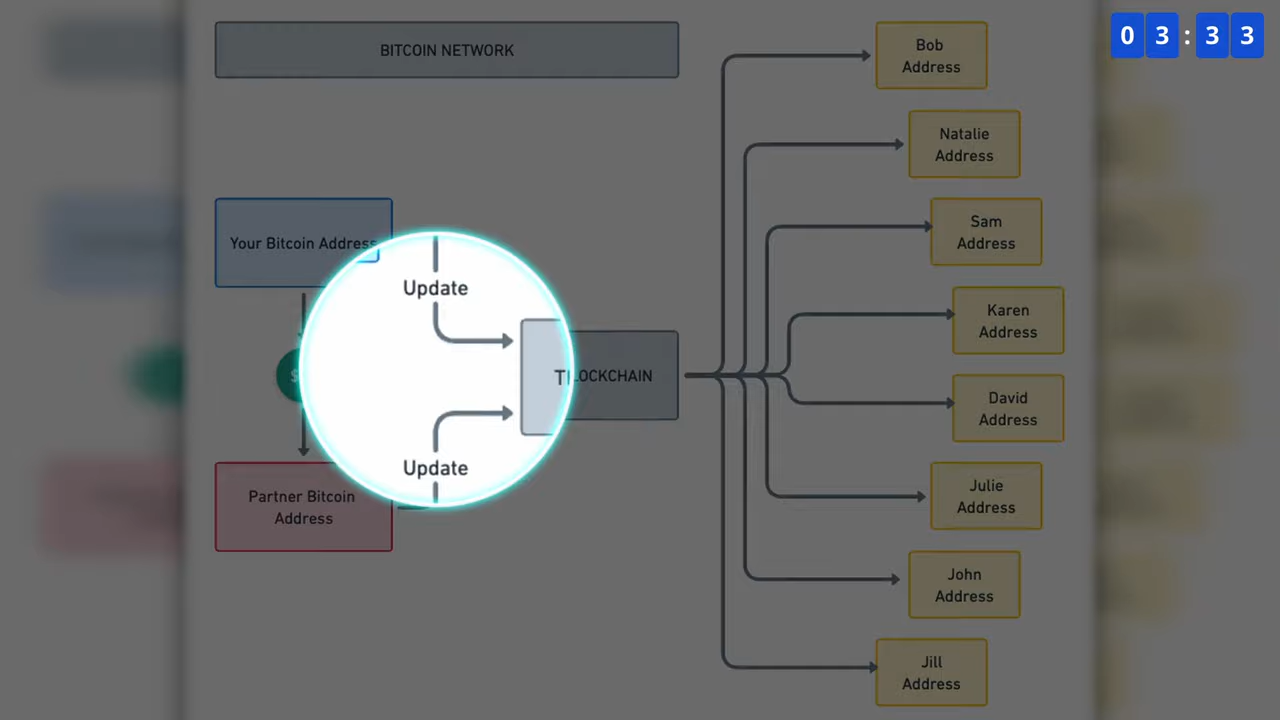 03:33
BITCOIN NETWORK
Bob
Address
Natalie
Address
Your Bitcoin Address
Sam
Address
Update
Karen
Address
LOCKCHAIN
David
Address
Update
Partner Bitcoin
Address
Julie
Address
John
Address
Jill
Address